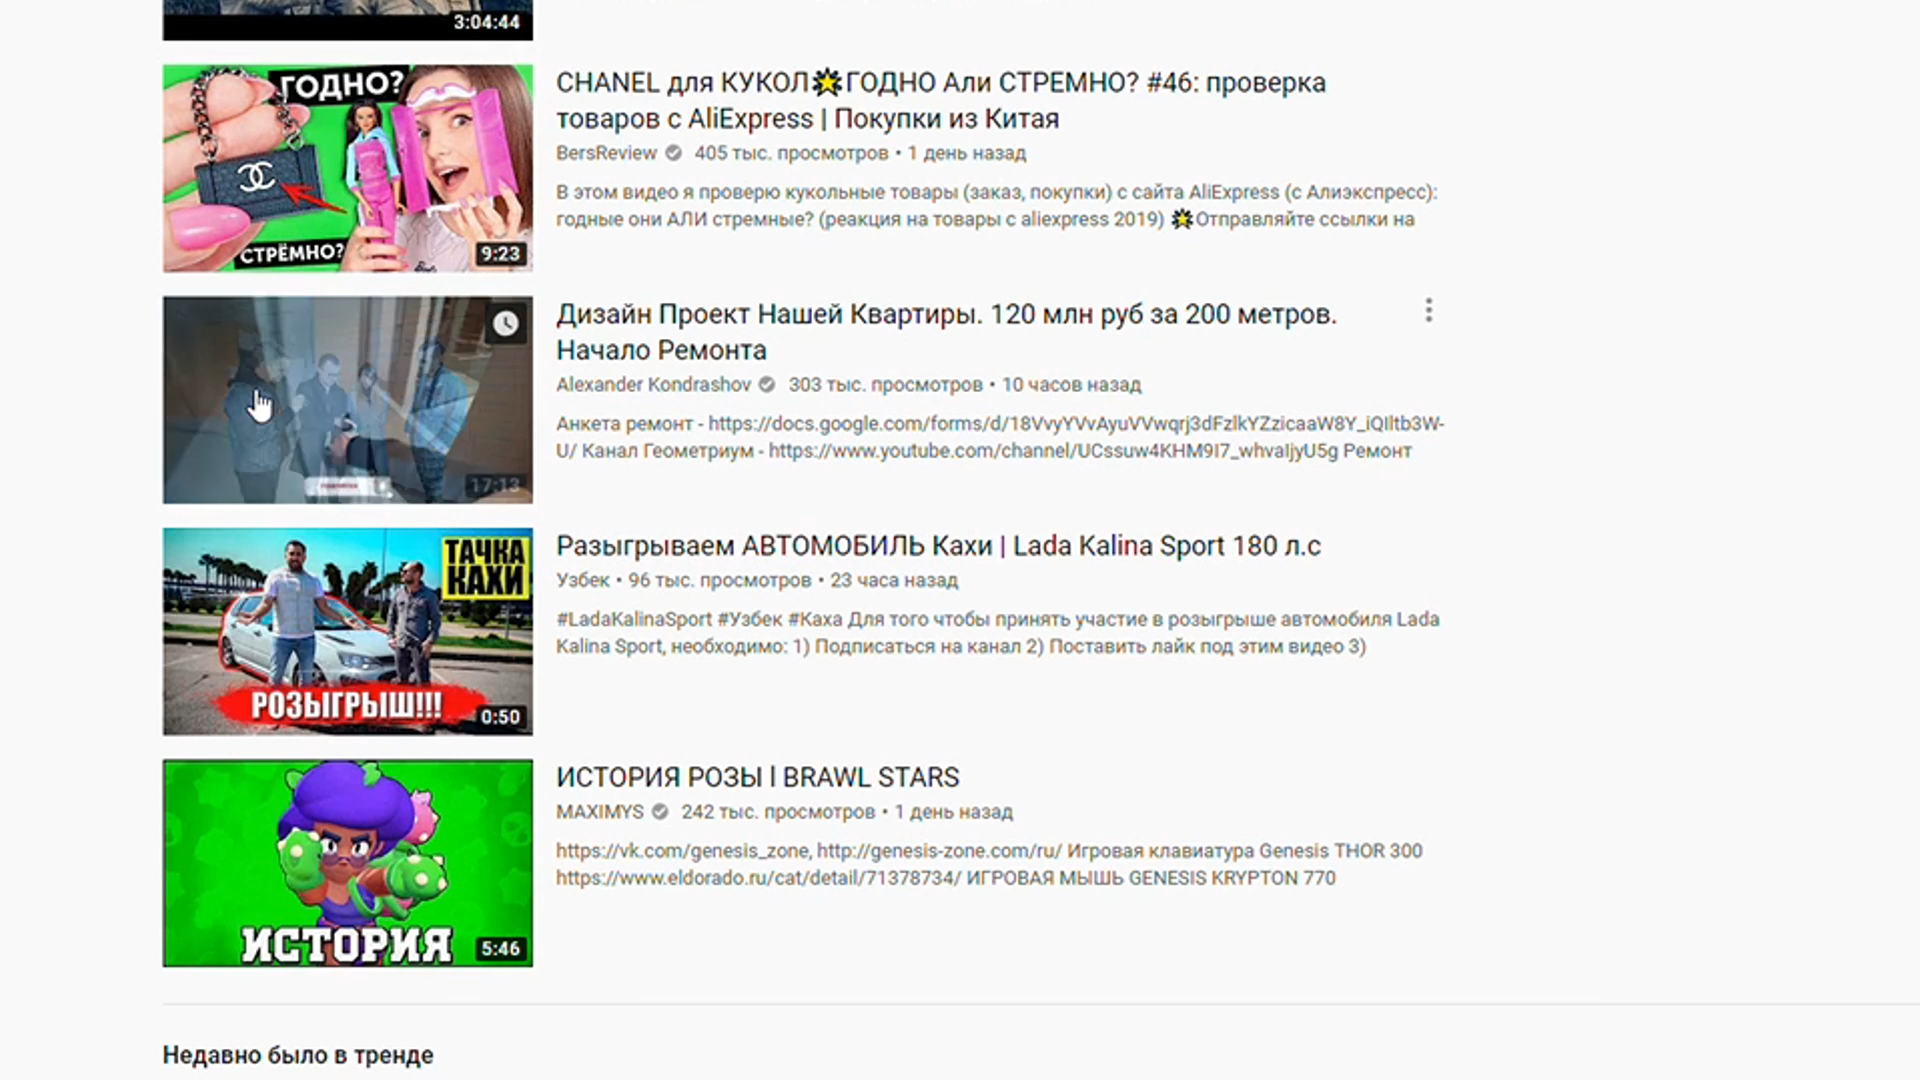 3:04:44
ГОДНО?
СТРЁМНО?
9:23
CHANEL для КУКОЛ🌟ГОДНО Али СТРЕМНО? #46: проверка
товаров с AliExpress | Покупки из Китая
BersReview 405 тыс. просмотров • 1 день назад
В этом видео я проверю кукольные товары (заказ, покупки) с сайта AliExpress (с Алиэкспресс):
годные они АЛИ стремные? (реакция на товары с aliexpress 2019) 🌟Отправляйте ссылки на
17:13
Дизайн Проект Нашей Квартиры. 120 млн руб за 200 метров.
Начало Ремонта
Alexander Kondrashov 303 тыс. просмотров • 10 часов назад
Анкета ремонт - https://docs.google.com/forms/d/18VvyYVvAyuVVwqrj3dFzlkYZzicaaW8Y_iQIltb3W-
U/ Канал Геометриум - https://www.youtube.com/channel/UCssuw4KHM9I7_whvaIjyU5g Ремонт
ТАЧКА
КАХИ
РОЗЫГРЫШ!!!
0:50
Разыгрываем АВТОМОБИЛЬ Кахи | Lada Kalina Sport 180 л.с
Узбек • 96 тыс. просмотров • 23 часа назад
#LadaKalinaSport #Узбек #Каха Для того чтобы принять участие в розыгрыше автомобиля Lada
Kalina Sport, необходимо: 1) Подписаться на канал 2) Поставить лайк под этим видео 3)
ИСТОРИЯ
5:46
ИСТОРИЯ РОЗЫ l BRAWL STARS
MAXIMYS 242 тыс. просмотров • 1 день назад
https://vk.com/genesis_zone, http://genesis-zone.com/ru/ Игровая клавиатура Genesis THOR 300
https://www.eldorado.ru/cat/detail/71378734/ ИГРОВАЯ МЫШЬ GENESIS KRYPTON 770
Недавно было в тренде